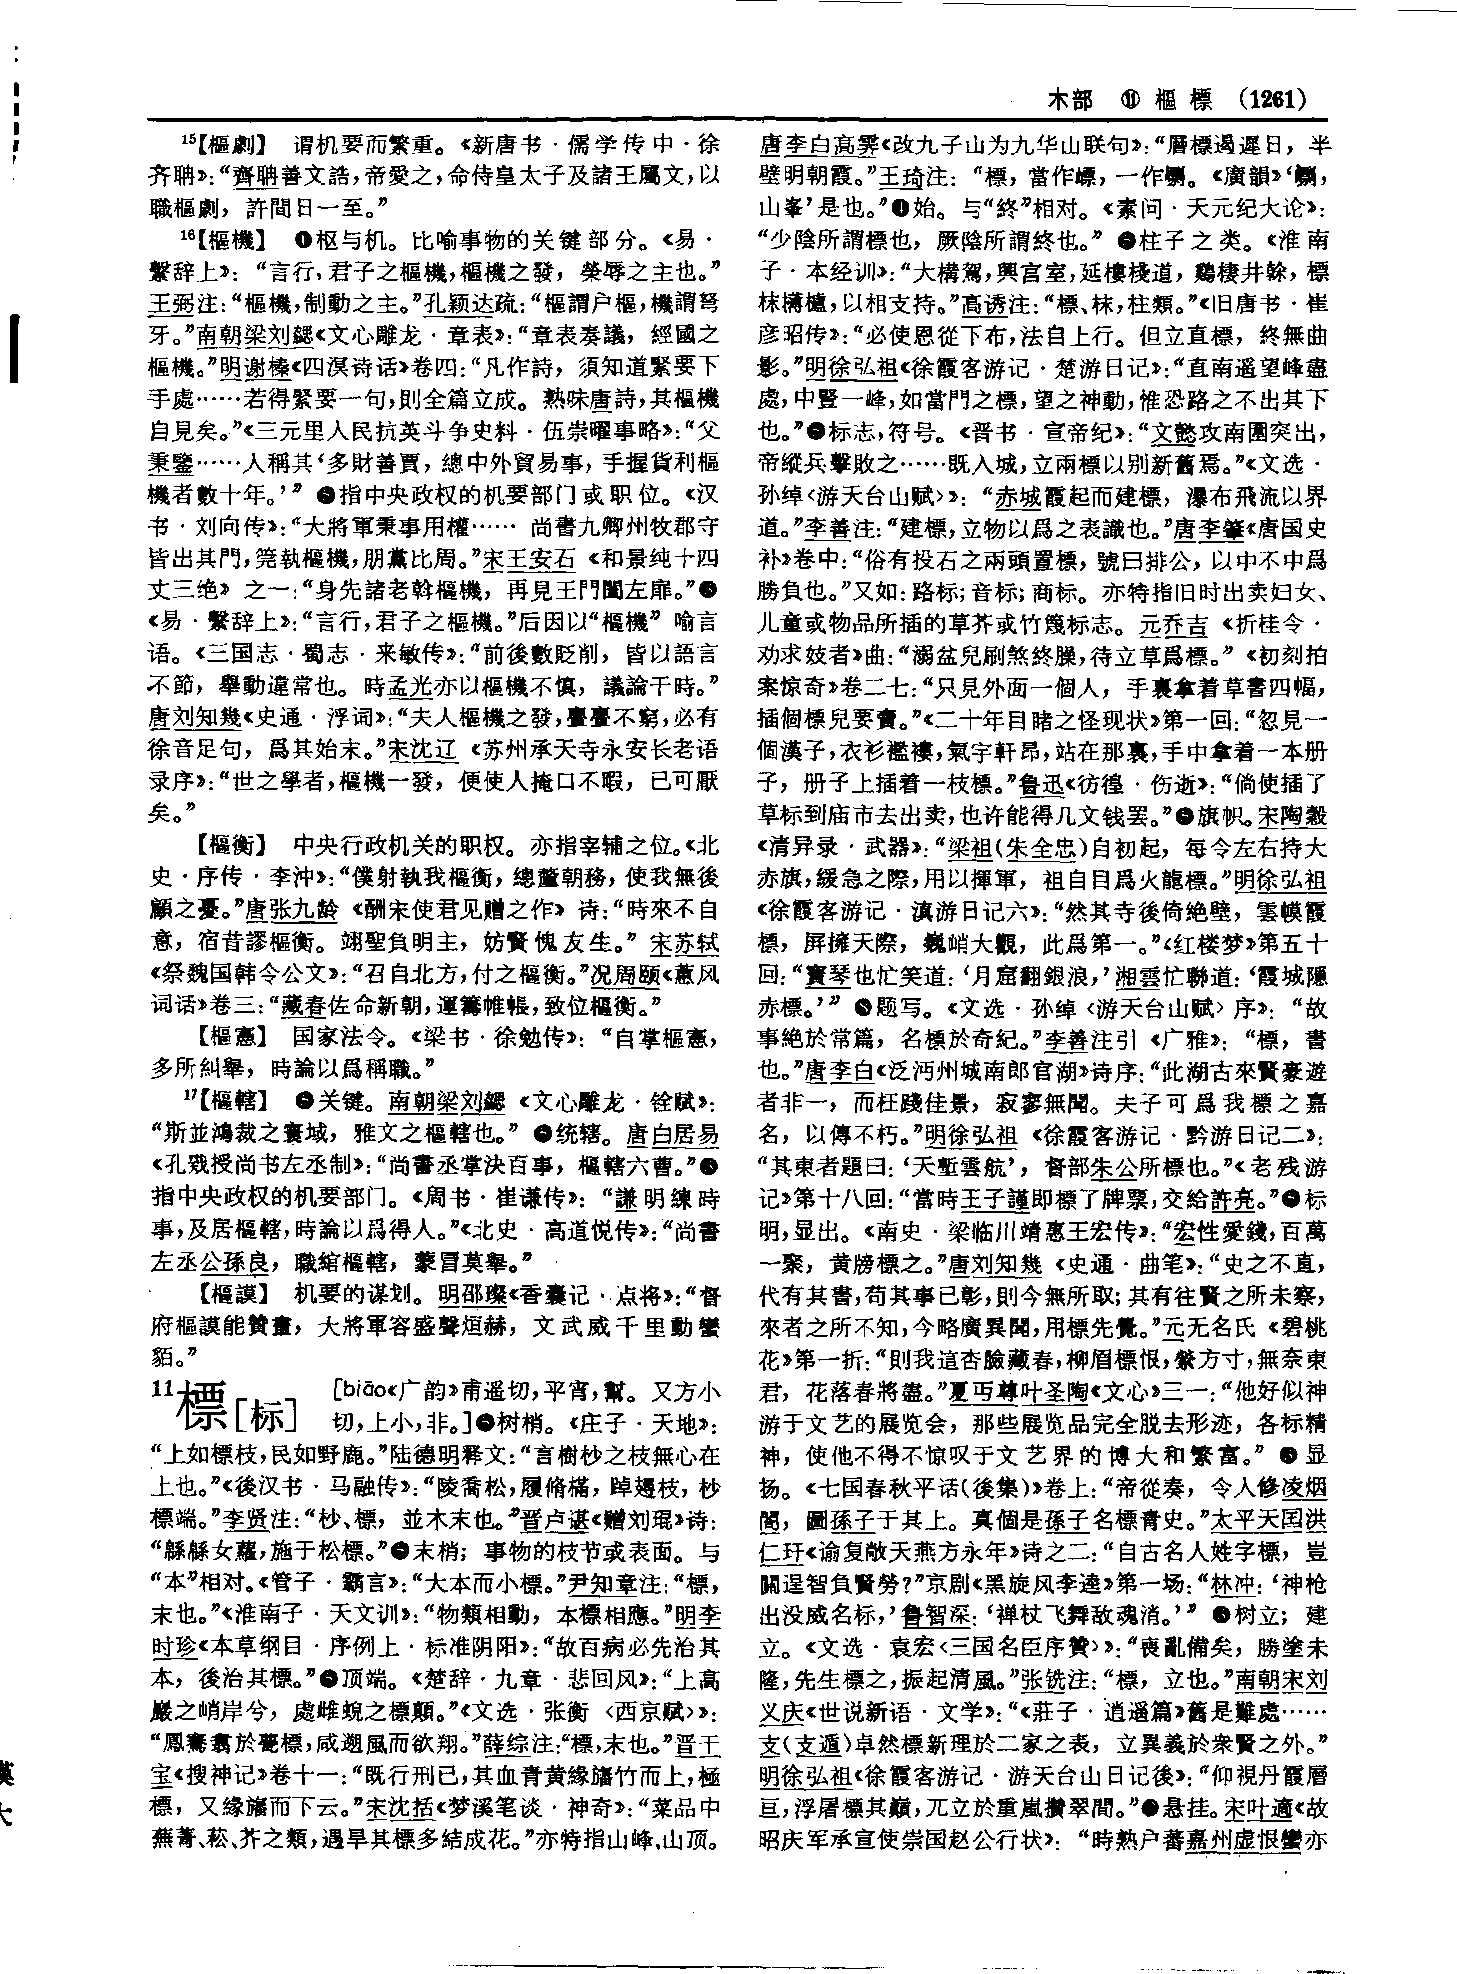 木部 ⑪ 樞 標 (1261)
15【樞劇】 谓机要而繁重。《新唐书·儒学传中·徐
齐聃》：“齊聃善文誥，帝愛之，命侍皇太子及諸王屬文，以
職樞劇，許間日一至。”
16【樞機】 ❶枢与机。比喻事物的关键部分。《易·
繫辞上》：“言行，君子之樞機，樞機之發，榮辱之主也。”
王弼注：“樞機，制動之主。”孔颖达疏：“樞謂户樞，機謂弩
牙。”南朝梁刘勰《文心雕龙·章表》：“章表奏議，經國之
樞機。”明谢榛《四溟诗话》卷四：“凡作詩，須知道緊要下
手處……若得緊要一句，則全篇立成。熟味唐詩，其樞機
自見矣。”《三元里人民抗英斗争史料·伍崇曜事略》：“父
秉鑒……人稱其‘多財善賈，總中外貿易事，手握貨利樞
機者數十年。’”❷指中央政权的机要部门或职位。《汉
书·刘向传》：“大將軍秉事用權…… 尚書九卿州牧郡守
皆出其門，筦執樞機，朋黨比周。”宋王安石《和景纯十四
丈三绝》之一：“身先諸老斡樞機，再見王門闔左扉。”❸
《易·繫辞上》：“言行，君子之樞機。”后因以“樞機”喻言
语。《三国志·蜀志·来敏传》：“前後數貶削，皆以語言
不節，舉動違常也。時孟光亦以樞機不慎，議論干時。”
唐刘知幾《史通·浮词》：“夫人樞機之發，亹亹不窮，必有
徐音足句，爲其始末。”宋沈辽《苏州承天寺永安长老语
录序》：“世之學者，樞機一發，便使人掩口不暇，已可厭
矣。”
【樞衡】 中央行政机关的职权。亦指宰辅之位。《北
史·序传·李沖》：“僕射執我樞衡，總釐朝務，使我無後
顧之憂。”唐张九龄《酬宋使君见赠之作》诗：“時來不自
意，宿昔謬樞衡。翊聖負明主，妨賢愧友生。”宋苏轼
《祭魏国韩令公文》：“召自北方，付之樞衡。”况周颐《蕙风
词话》卷三：“藏春佐命新朝，運籌帷帳，致位樞衡。”
【樞憲】 国家法令。《梁书·徐勉传》：“自掌樞憲，
多所糾舉，時論以爲稱職。”
17【樞轄】 ❶关键。南朝梁刘勰《文心雕龙·铨赋》：
“斯並鴻裁之寰域，雅文之樞轄也。”❷统辖。唐白居易
《孔戣授尚书左丞制》：“尚書丞掌決百事，樞轄六曹。”❸
指中央政权的机要部门。《周书·崔谦传》：“謙明練時
事，及居樞轄，時論以爲得人。”《北史·高道悦传》：“尚書
左丞公孫良，職綰樞轄，蒙冒莫舉。”
【樞謨】 机要的谋划。明邵璨《香囊记·点将》：“督
府樞謨能贊畫，大將軍容盛聲烜赫，文武威千里動蠻
貊。”
11標［标］ ［biāo《广韵》甫遥切，平宵，幫。又方小
切，上小，非。］❶树梢。《庄子·天地》：
“上如標枝，民如野鹿。”陆德明释文：“言樹杪之枝無心在
上也。”《後汉书·马融传》：“陵喬松，履脩樠，踔攳枝，杪
標端。”李贤注：“杪、標，並木末也。”晋卢谌《赠刘琨》诗：
“緜緜女蘿，施于松標。”❷末梢；事物的枝节或表面。与
“本”相对。《管子·霸言》：“大本而小標。”尹知章注：“標，
末也。”《淮南子·天文训》：“物類相動，本標相應。”明李
时珍《本草纲目·序例上·标准阴阳》：“故百病必先治其
本，後治其標。”❸顶端。《楚辞·九章·悲回风》：“上高
巖之峭岸兮，處雌蜺之標顛。”《文选·张衡〈西京赋〉》：
“鳳騫翥於甍標，咸遡風而欲翔。”薛综注：“標，末也。”晋干
宝《搜神记》卷十一：“既行刑已，其血青黄緣旛竹而上，極
標，又緣旛而下云。”宋沈括《梦溪笔谈·神奇》：“菜品中
蕪菁、菘、芥之類，遇旱其標多結成花。”亦特指山峰、山顶。
唐李白高霁《改九子山为九华山联句》：“層標遏遲日，半
壁明朝霞。”王琦注：“標，當作嶛，一作𡼼。《廣韻》‘𡼼，
山峯’是也。”❹始。与“终”相对。《素问·天元纪大论》：
“少陰所謂標也，厥陰所謂終也。”❺柱子之类。《淮南
子·本经训》：“大構駕，興宫室，延樓棧道，鷄棲井榦，標
枺欂櫨，以相支持。”高诱注：“標、枺，柱類。”《旧唐书·崔
彦昭传》：“必使恩從下布，法自上行。但立直標，終無曲
影。”明徐弘祖《徐霞客游记·楚游日记》：“直南遥望峰盡
處，中豎一峰，如當門之標，望之神動，惟恐路之不出其下
也。”❻标志，符号。《晋书·宣帝纪》：“文懿攻南圍突出，
帝縱兵擊敗之……既入城，立兩標以别新舊焉。”《文选·
孙绰〈游天台山赋〉》：“赤城霞起而建標，瀑布飛流以界
道。”李善注：“建標，立物以爲之表識也。”唐李肇《唐国史
补》卷中：“俗有投石之兩頭置標，號曰排公，以中不中爲
勝負也。”又如：路标；音标；商标。亦特指旧时出卖妇女、
儿童或物品所插的草芥或竹篾标志。元乔吉《折桂令·
劝求妓者》曲：“溺盆兒刷煞終臊，待立草爲標。”《初刻拍
案惊奇》卷二七：“只見外面一個人，手裏拿着草書四幅，
插個標兒要賣。”《二十年目睹之怪现状》第一回：“忽見一
個漢子，衣衫襤褸，氣宇軒昂，站在那裏，手中拿着一本册
子，册子上插着一枝標。”鲁迅《彷徨·伤逝》：“倘使插了
草标到庙市去出卖，也许能得几文钱罢。”❼旗帜。宋陶穀
《清异录·武器》：“梁祖（朱全忠）自初起，每令左右持大
赤旗，緩急之際，用以揮軍，祖自目爲火龍標。”明徐弘祖
《徐霞客游记·滇游日记六》：“然其寺後倚绝壁，雲幙霞
標，屏擁天際，巍峭大觀，此爲第一。”《红楼梦》第五十
回：“寶琴也忙笑道：‘月窟翻銀浪，’湘雲忙聯道：‘霞城隱
赤標。’”❽题写。《文选·孙绰〈游天台山赋〉序》：“故
事絶於常篇，名標於奇紀。”李善注引《广雅》：“標，書
也。”唐李白《泛沔州城南郎官湖》诗序：“此湖古來賢豪遊
者非一，而枉踐佳景，寂寥無聞。夫子可爲我標之嘉
名，以傳不朽。”明徐弘祖《徐霞客游记·黔游日记二》：
“其東者題曰：‘天塹雲航’，督部朱公所標也。”《老残游
记》第十八回：“當時王子謹即標了牌票，交給許亮。”❾标
明，显出。《南史·梁临川靖惠王宏传》：“宏性愛錢，百萬
一聚，黄牓標之。”唐刘知幾《史通·曲笔》：“史之不直，
代有其書，苟其事已彰，則今無所取；其有往賢之所未察，
來者之所不知，今略廣異聞，用標先覺。”元无名氏《碧桃
花》第一折：“則我這杏臉藏春，柳眉標恨，縈方寸，無奈東
君，花落春將盡。”夏丏尊叶圣陶《文心》三一：“他好似神
游于文艺的展览会，那些展览品完全脱去形迹，各标精
神，使他不得不惊叹于文艺界的博大和繁富。”❿显
扬。《七国春秋平话（後集）》卷上：“帝從奏，令人修凌烟
閣，圖孫子于其上。真個是孫子名標青史。”太平天囯洪
仁玕《谕复敞天燕方永年》诗之二：“自古名人姓字標，豈
關逞智負賢勞？”京剧《黑旋风李逵》第一场：“林冲：‘神枪
出没威名标，’鲁智深：‘禅杖飞舞敌魂消。’”⓫树立；建
立。《文选·袁宏〈三国名臣序赞〉》：“喪亂備矣，勝塗未
隆，先生標之，振起清風。”张铣注：“標，立也。”南朝宋刘
义庆《世说新语·文学》：“《莊子·逍遥篇》舊是難處……
支（支遁）卓然標新理於二家之表，立異義於衆賢之外。”
明徐弘祖《徐霞客游记·游天台山日记後》：“仰視丹霞層
亘，浮屠標其巔，兀立於重嵐攢翠間。”⓬悬挂。宋叶適《故
昭庆军承宣使崇国赵公行状》：“時熟户蕃嘉州虚恨蠻亦